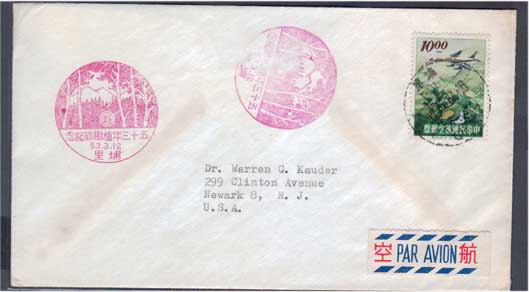 五十三年植樹節紀念
53.3.12
埔里
10.00
中華民國航空郵票
Dr. Warren G. Kauder
299 Clinton Avenue
Newark 8, N. J.
U.S.A.
空 PAR AVION 航